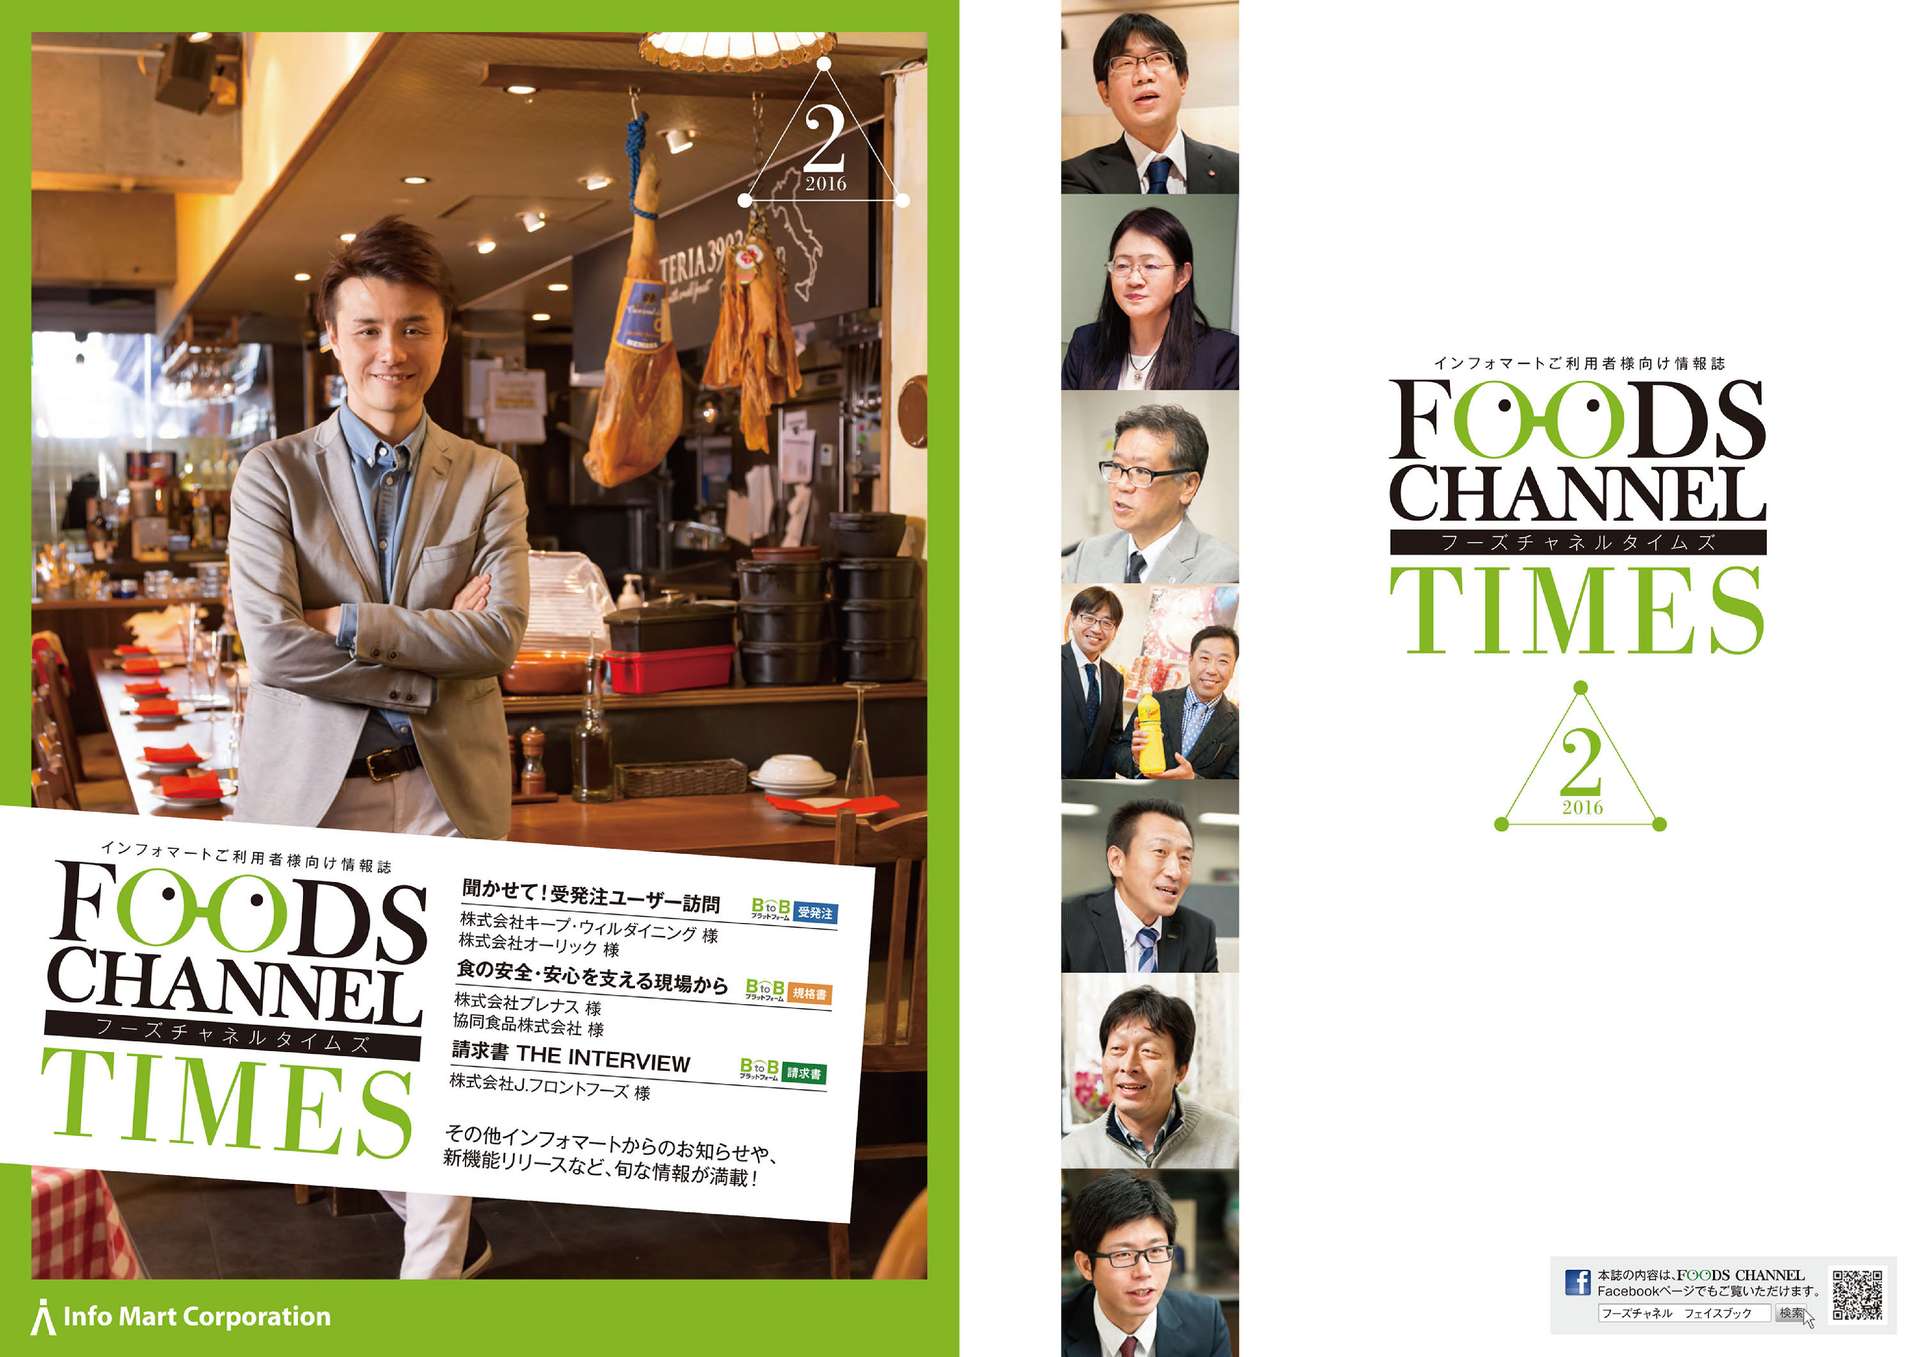 2
2016
TERIA 390
インフォマートご利用者様向け情報誌
FOODS
CHANNEL
フーズチャネルタイムズ
TIMES
聞かせて！受発注ユーザー訪問
BtoB
プラットフォーム
受発注
株式会社キープ・ウィルダイニング 様
株式会社オーリック 様
食の安全・安心を支える現場から
BtoB
プラットフォーム
規格書
株式会社プレナス 様
協同食品株式会社 様
請求書 THE INTERVIEW
BtoB
プラットフォーム
請求書
株式会社J.フロントフーズ 様
その他インフォマートからのお知らせや、
新機能リリースなど、旬な情報が満載！
Info Mart Corporation
インフォマートご利用者様向け情報誌
FOODS
CHANNEL
フーズチャネルタイムズ
TIMES
2
2016
f
本誌の内容は、FOODS CHANNEL
Facebookページでもご覧いただけます。
フーズチャネル　フェイスブック
検索